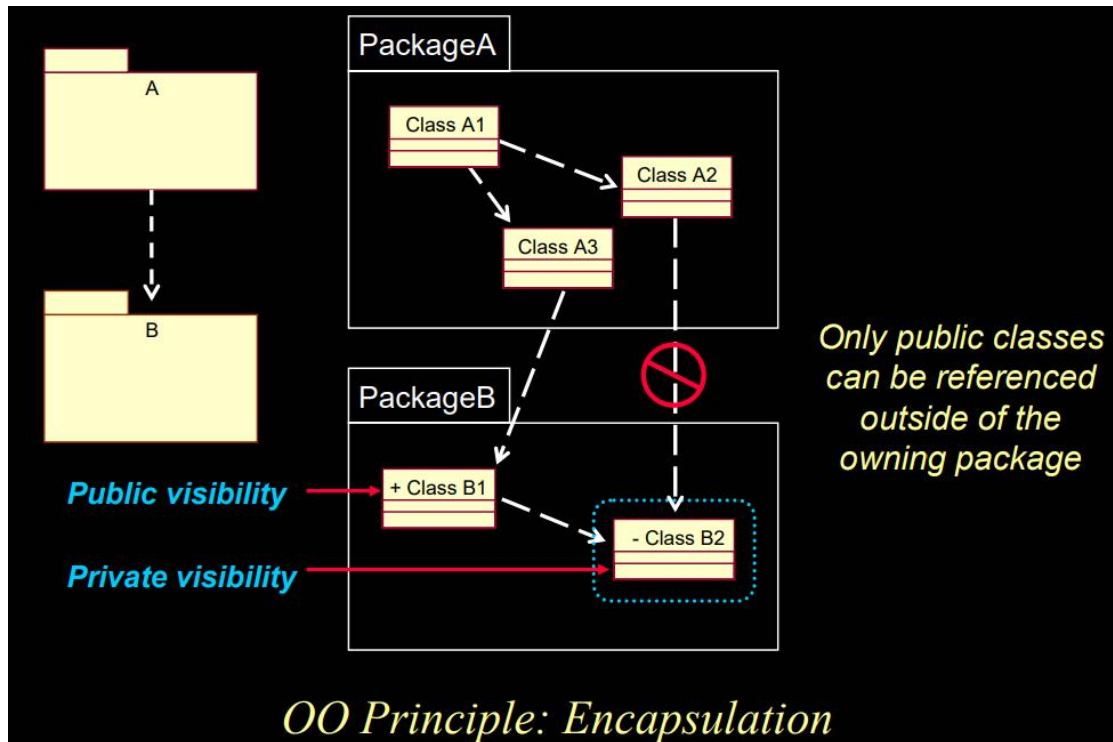 A
B
PackageA
Class A1
Class A2
Class A3
PackageB
+ Class B1
- Class B2
Public visibility
Private visibility
Only public classes
can be referenced
outside of the
owning package
OO Principle: Encapsulation